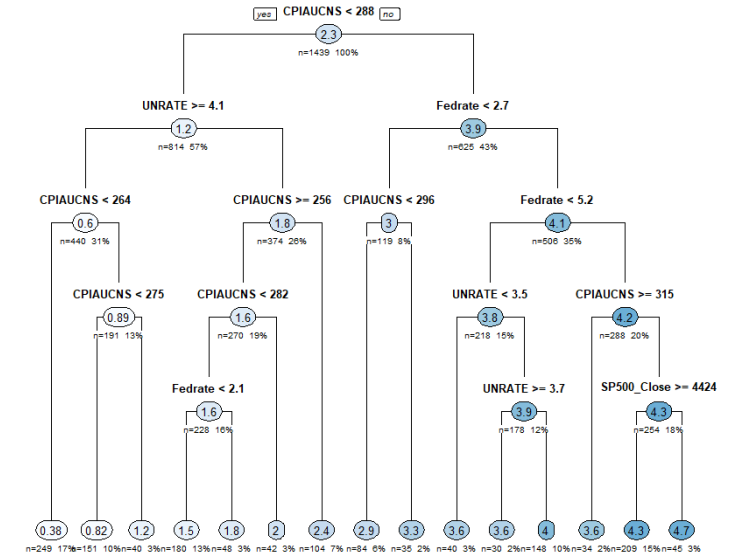 yes CPIAUCNS < 288 no
2.3
n=1439 100%
UNRATE >= 4.1 Fedrate < 2.7
1.2 3.9
n=814 57% n=625 43%
CPIAUCNS < 264 CPIAUCNS >= 256 CPIAUCNS < 296 Fedrate < 5.2
0.6 1.8 3 4.1
n=440 31% n=374 26% n=119 8% n=506 35%
CPIAUCNS < 275 CPIAUCNS < 282 UNRATE < 3.5 CPIAUCNS >= 315
0.89 1.6 3.8 4.2
n=191 13% n=270 19% n=218 15% n=288 20%
Fedrate < 2.1 UNRATE >= 3.7 SP500_Close >= 4424
1.6 3.9 4.3
n=228 16% n=178 12% n=254 18%
0.38 0.82 1.2 1.5 1.8 2 2.4 2.9 3.3 3.6 3.6 4 3.6 4.3 4.7
n=249 17% n=151 10% n=40 3% n=180 13% n=48 3% n=42 3% n=104 7% n=84 6% n=35 2% n=40 3% n=30 2% n=148 10% n=34 2% n=209 15% n=45 3%